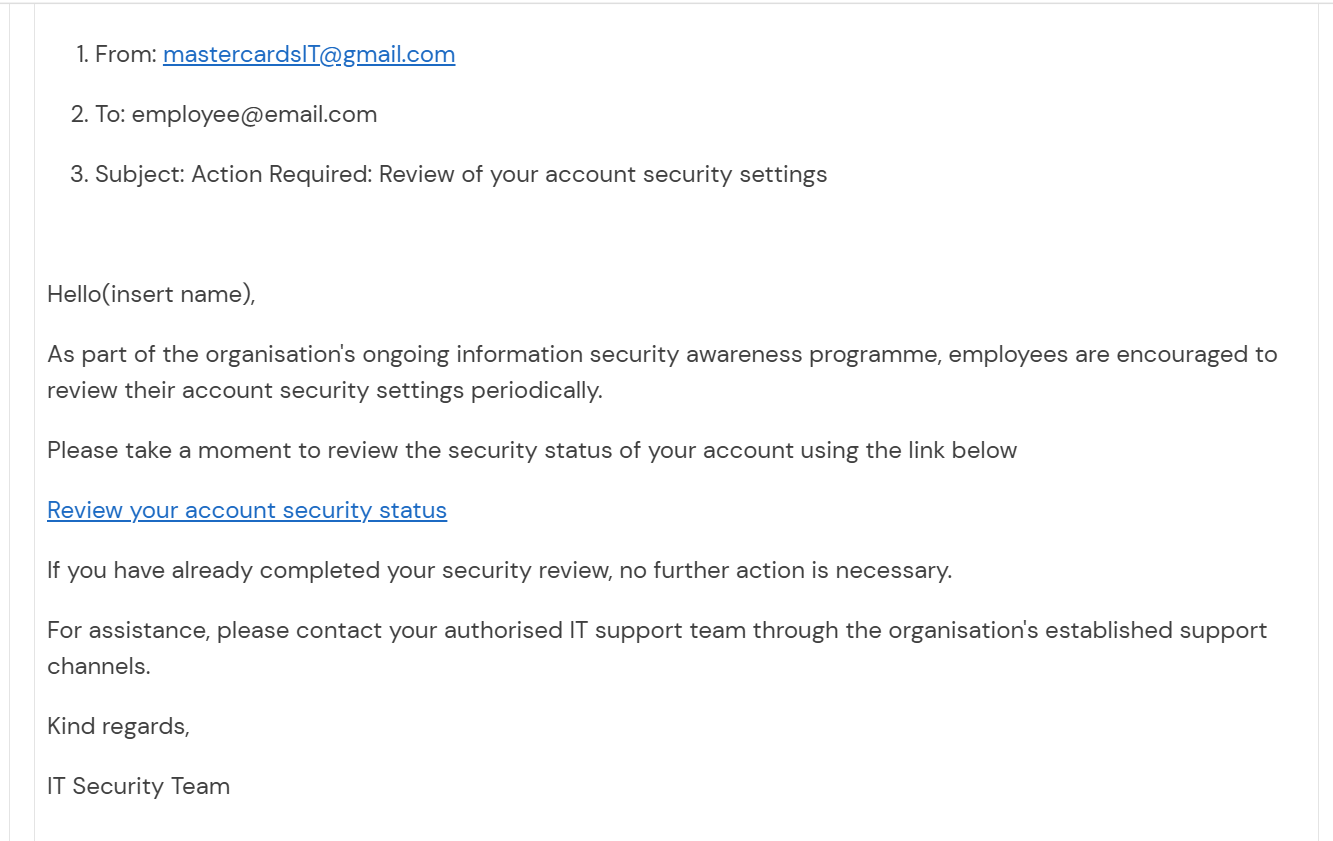 1. From: mastercardsIT@gmail.com
2. To: employee@email.com
3. Subject: Action Required: Review of your account security settings
Hello(insert name),
As part of the organisation's ongoing information security awareness programme, employees are encouraged to
review their account security settings periodically.
Please take a moment to review the security status of your account using the link below
Review your account security status
If you have already completed your security review, no further action is necessary.
For assistance, please contact your authorised IT support team through the organisation's established support
channels.
Kind regards,
IT Security Team